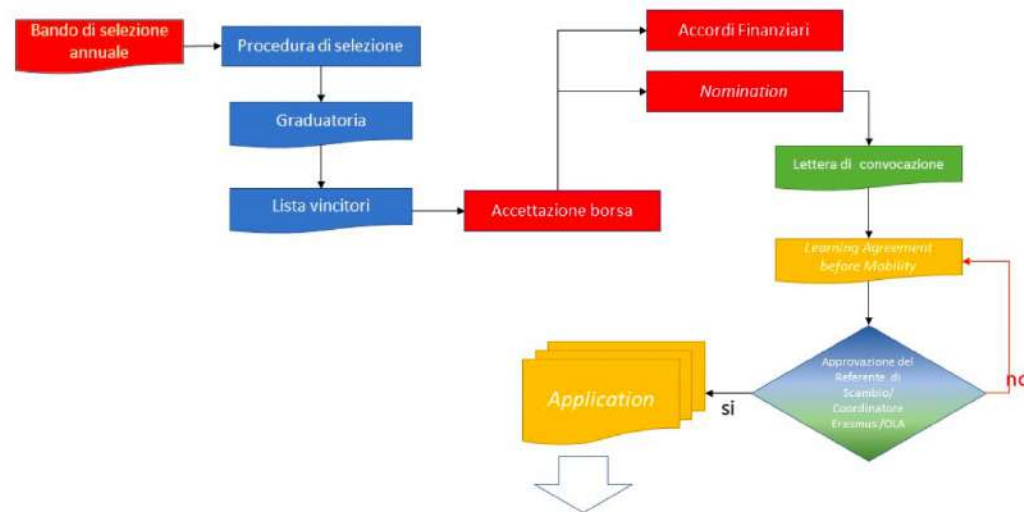 Bando di selezione
annuale
Procedura di selezione
Graduatoria
Lista vincitori
Accettazione borsa
Accordi Finanziari
Nomination
Lettera di convocazione
Learning Agreement
before Mobility
Approvazione del
Referente di
Scambio/
Coordinatore
Erasmus /OLA
no
si
Application